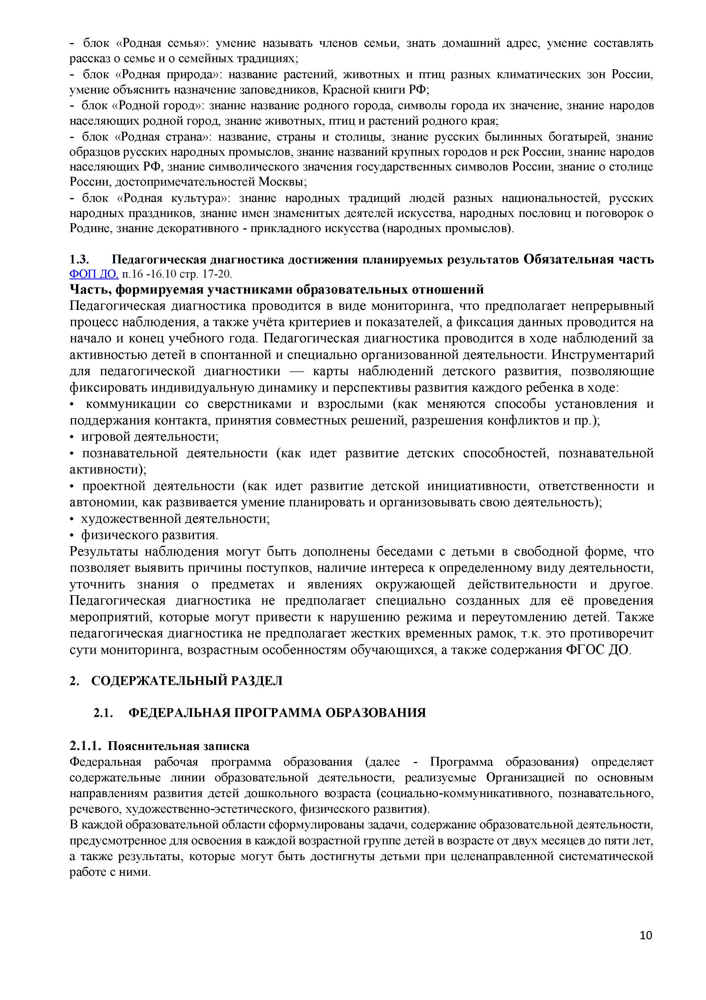 - блок «Родная семья»: умение называть членов семьи, знать домашний адрес, умение составлять
рассказ о семье и о семейных традициях;
- блок «Родная природа»: название растений, животных и птиц разных климатических зон России,
умение объяснить назначение заповедников, Красной книги РФ;
- блок «Родной город»: знание название родного города, символы города их значение, знание народов
населяющих родной город, знание животных, птиц и растений родного края;
- блок «Родная страна»: название, страны и столицы, знание русских былинных богатырей, знание
образцов русских народных промыслов, знание названий крупных городов и рек России, знание народов
населяющих РФ, знание символического значения государственных символов России, знание о столице
России, достопримечательностей Москвы;
- блок «Родная культура»: знание народных традиций людей разных национальностей, русских
народных праздников, знание имен знаменитых деятелей искусства, народных пословиц и поговорок о
Родине, знание декоративного - прикладного искусства (народных промыслов).
1.3. Педагогическая диагностика достижения планируемых результатов Обязательная часть
ФОП ДО. п.16 -16.10 стр. 17-20.
Часть, формируемая участниками образовательных отношений
Педагогическая диагностика проводится в виде мониторинга, что предполагает непрерывный
процесс наблюдения, а также учёта критериев и показателей, а фиксация данных проводится на
начало и конец учебного года. Педагогическая диагностика проводится в ходе наблюдений за
активностью детей в спонтанной и специально организованной деятельности. Инструментарий
для педагогической диагностики — карты наблюдений детского развития, позволяющие
фиксировать индивидуальную динамику и перспективы развития каждого ребенка в ходе:
• коммуникации со сверстниками и взрослыми (как меняются способы установления и
поддержания контакта, принятия совместных решений, разрешения конфликтов и пр.);
• игровой деятельности;
• познавательной деятельности (как идет развитие детских способностей, познавательной
активности);
• проектной деятельности (как идет развитие детской инициативности, ответственности и
автономии, как развивается умение планировать и организовывать свою деятельность);
• художественной деятельности;
• физического развития.
Результаты наблюдения могут быть дополнены беседами с детьми в свободной форме, что
позволяет выявить причины поступков, наличие интереса к определенному виду деятельности,
уточнить знания о предметах и явлениях окружающей действительности и другое.
Педагогическая диагностика не предполагает специально созданных для её проведения
мероприятий, которые могут привести к нарушению режима и переутомлению детей. Также
педагогическая диагностика не предполагает жестких временных рамок, т.к. это противоречит
сути мониторинга, возрастным особенностям обучающихся, а также содержания ФГОС ДО.
2. СОДЕРЖАТЕЛЬНЫЙ РАЗДЕЛ
2.1. ФЕДЕРАЛЬНАЯ ПРОГРАММА ОБРАЗОВАНИЯ
2.1.1. Пояснительная записка
Федеральная рабочая программа образования (далее - Программа образования) определяет
содержательные линии образовательной деятельности, реализуемые Организацией по основным
направлениям развития детей дошкольного возраста (социально-коммуникативного, познавательного,
речевого, художественно-эстетического, физического развития).
В каждой образовательной области сформулированы задачи, содержание образовательной деятельности,
предусмотренное для освоения в каждой возрастной группе детей в возрасте от двух месяцев до пяти лет,
а также результаты, которые могут быть достигнуты детьми при целенаправленной систематической
работе с ними.
10